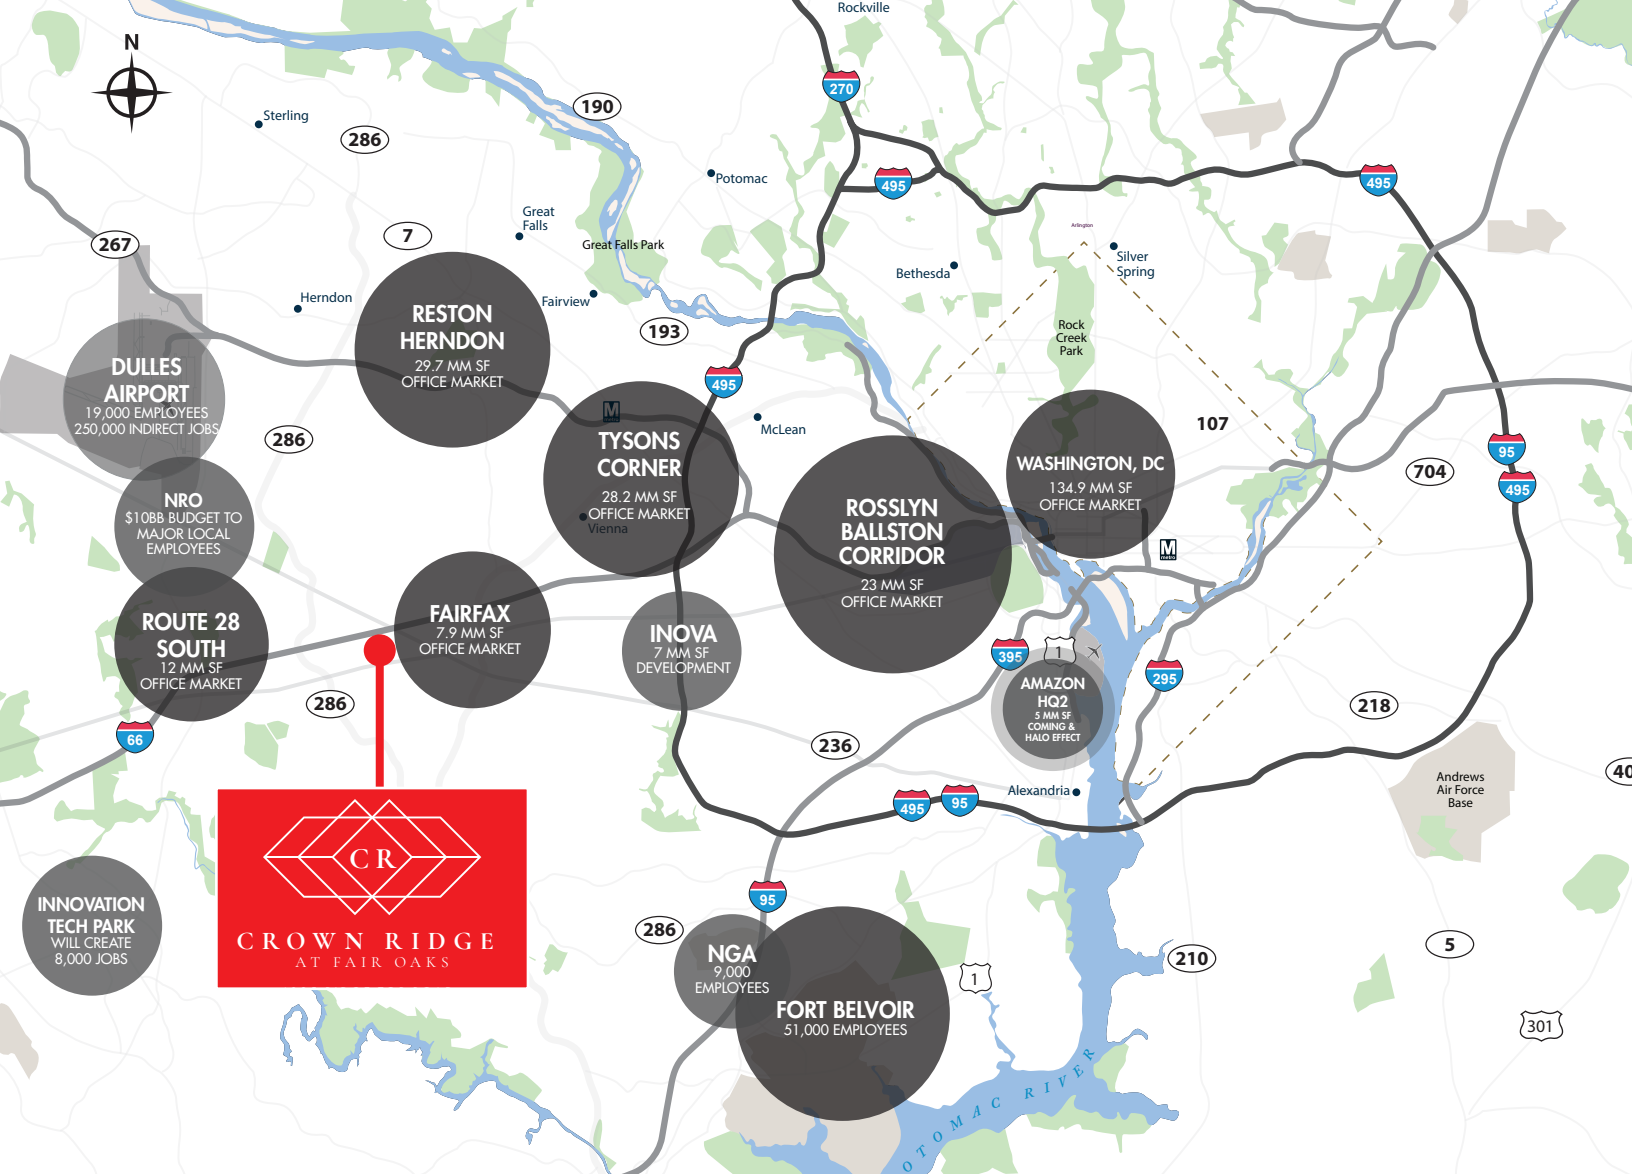 Rockville
N
270
190
Sterling
286
Potomac
495
495
Great
Falls
7
267
Great Falls Park
Arlington
Silver
Spring
Bethesda
Herndon
Fairview
193
RESTON
HERNDON
29.7 MM SF
OFFICE MARKET
Rock
Creek
Park
DULLES
AIRPORT
19,000 EMPLOYEES
250,000 INDIRECT JOBS
495
M
metro
McLean
286
TYSONS
CORNER
28.2 MM SF
OFFICE MARKET
Vienna
WASHINGTON, DC
134.9 MM SF
OFFICE MARKET
107
704
95
495
NRO
$10BB BUDGET TO
MAJOR LOCAL
EMPLOYEES
ROSSLYN
BALLSTON
CORRIDOR
23 MM SF
OFFICE MARKET
M
metro
ROUTE 28
SOUTH
12 MM SF
OFFICE MARKET
FAIRFAX
7.9 MM SF
OFFICE MARKET
INOVA
7 MM SF
DEVELOPMENT
395
1
295
AMAZON
HQ2
5 MM SF
COMING &
HALO EFFECT
286
218
66
236
Alexandria
495
95
Andrews
Air Force
Base
40
CR
CROWN RIDGE
AT FAIR OAKS
INNOVATION
TECH PARK
WILL CREATE
8,000 JOBS
95
286
NGA
9,000
EMPLOYEES
FORT BELVOIR
51,000 EMPLOYEES
1
210
5
301
OTOMAC RIVER